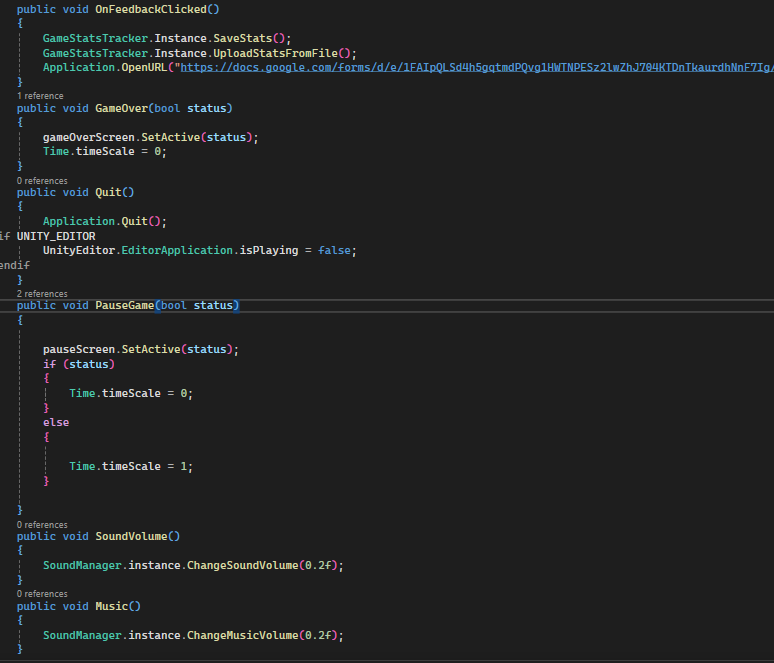 public void OnFeedbackClicked()
{
GameStatsTracker.Instance.SaveStats();
GameStatsTracker.Instance.UploadStatsFromFile();
Application.OpenURL("https://docs.google.com/forms/d/e/1FAIpQLSd4h5gqtmdPQvg1HWTNPESz2lwZhJ704KTDnTkaurdhNnF7Ig/
}
1 reference
public void GameOver(bool status)
{
gameOverScreen.SetActive(status);
Time.timeScale = 0;
}
0 references
public void Quit()
{
Application.Quit();
if UNITY_EDITOR
UnityEditor.EditorApplication.isPlaying = false;
endif
}
2 references
public void PauseGame(bool status)
{
pauseScreen.SetActive(status);
if (status)
{
Time.timeScale = 0;
}
else
{
Time.timeScale = 1;
}
}
0 references
public void SoundVolume()
{
SoundManager.instance.ChangeSoundVolume(0.2f);
}
0 references
public void Music()
{
SoundManager.instance.ChangeMusicVolume(0.2f);
}